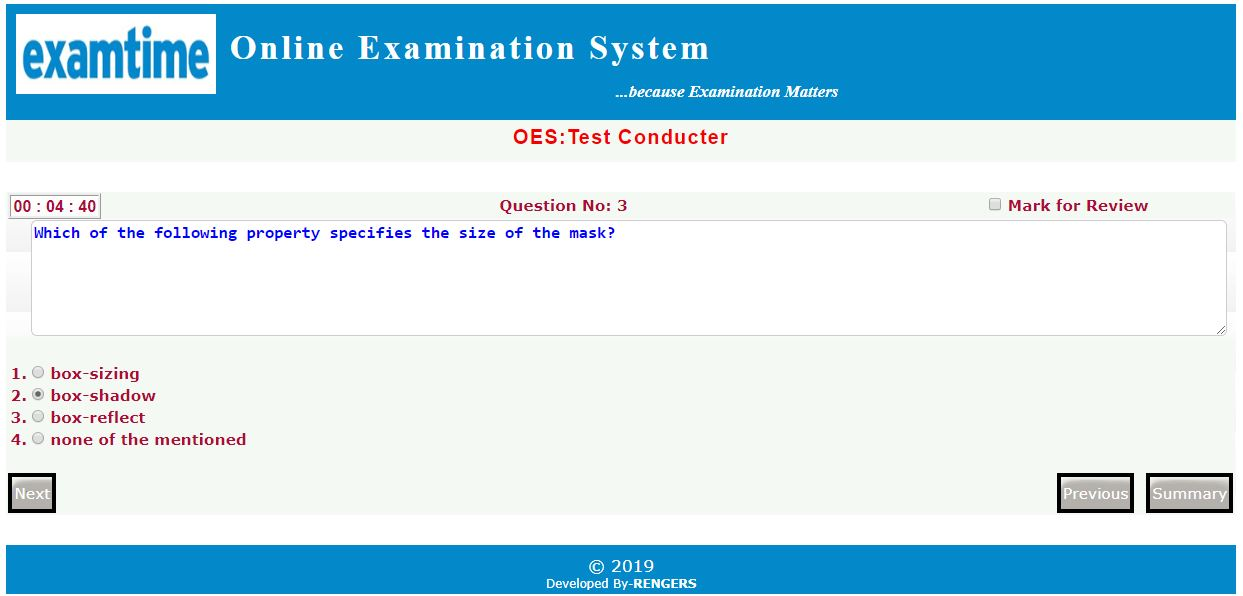 examtime
Online Examination System
...because Examination Matters
OES:Test Conducter
00 : 04 : 40 Question No: 3 Mark for Review
Which of the following property specifies the size of the mask?
1. box-sizing
2. box-shadow
3. box-reflect
4. none of the mentioned
Next Previous Summary
© 2019
Developed By-RENGERS